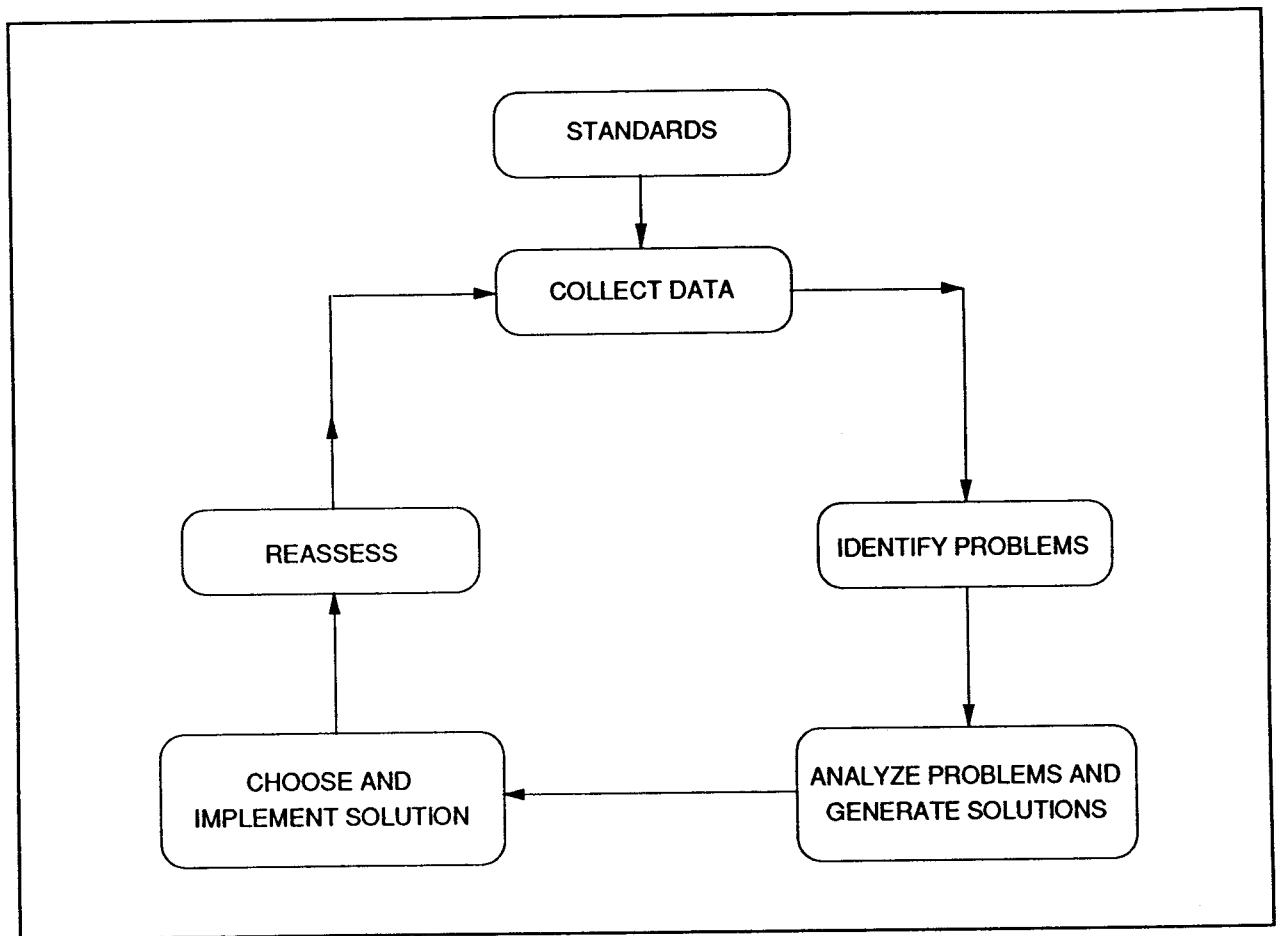 STANDARDS
COLLECT DATA
IDENTIFY PROBLEMS
REASSESS
ANALYZE PROBLEMS AND
GENERATE SOLUTIONS
CHOOSE AND
IMPLEMENT SOLUTION